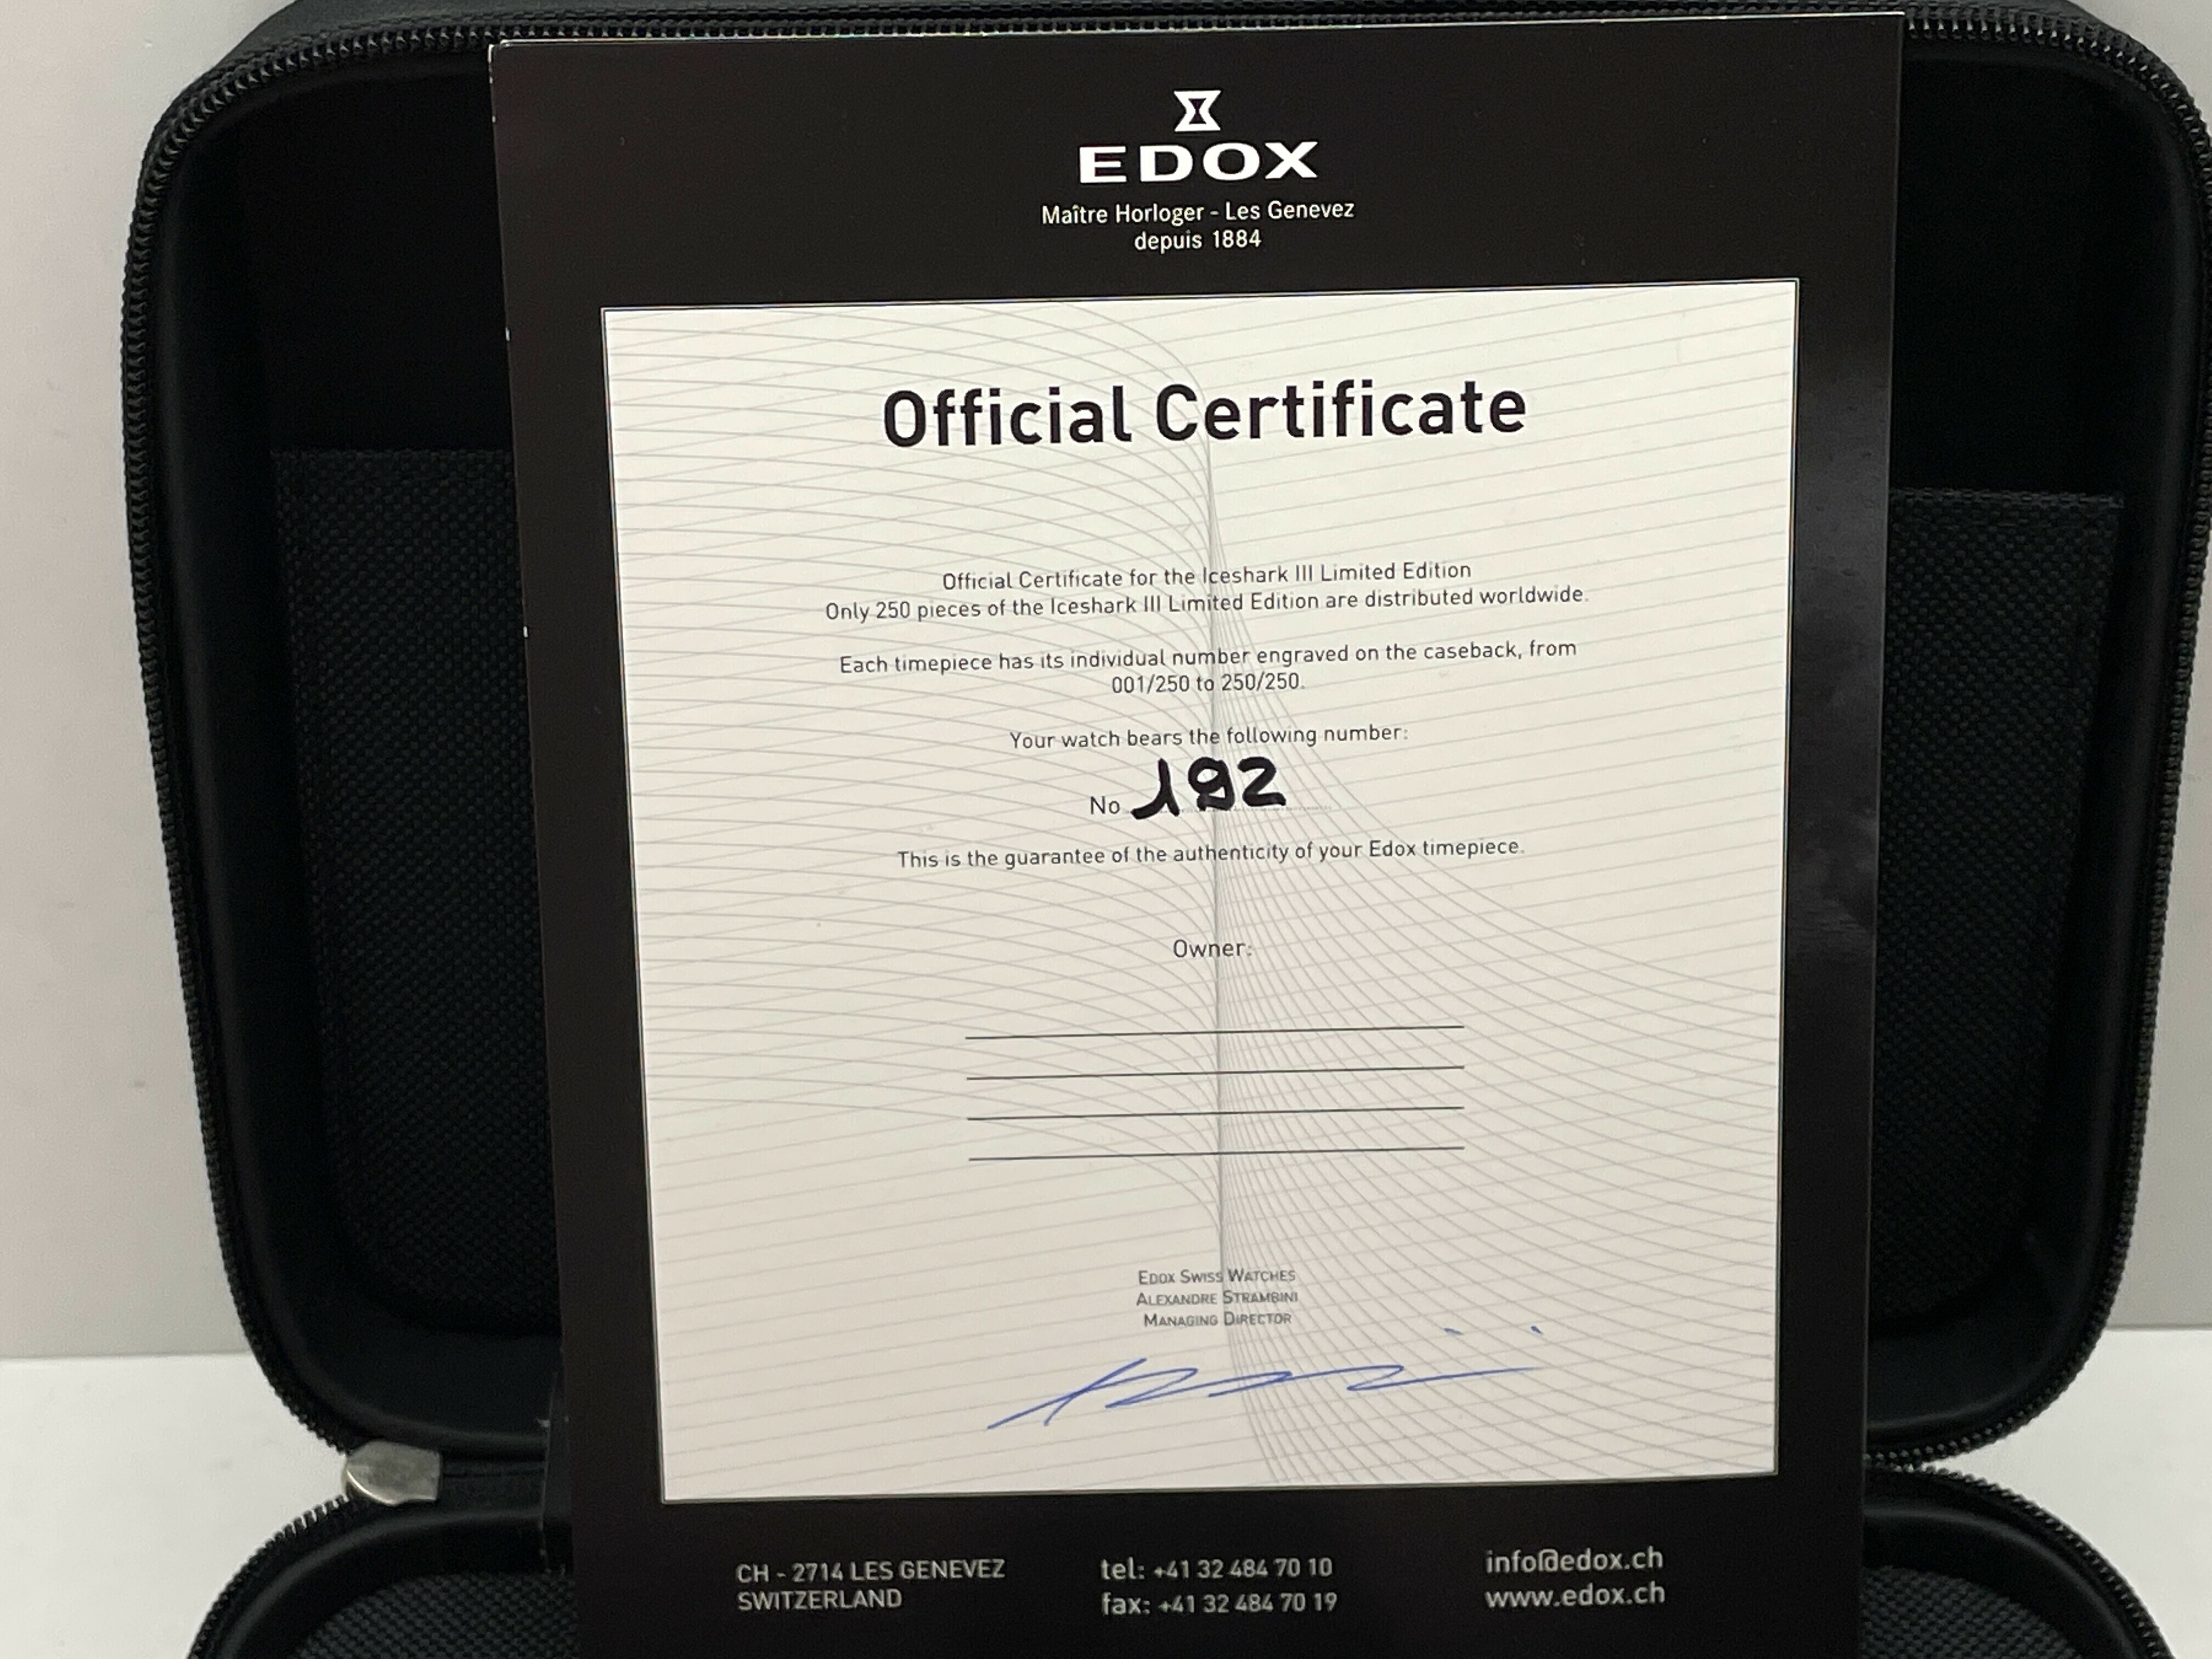 EDOX
Maître Horloger - Les Genevez
depuis 1884
Official Certificate
Official Certificate for the Iceshark III Limited Edition
Only 250 pieces of the Iceshark III Limited Edition are distributed worldwide.
Each timepiece has its individual number engraved on the caseback, from
001/250 to 250/250.
Your watch bears the following number:
No 192
This is the guarantee of the authenticity of your Edox timepiece.
Owner:
EDOX SWISS WATCHES
ALEXANDRE STRAMBINI
MANAGING DIRECTOR
CH - 2714 LES GENEVEZ
SWITZERLAND
tel: +41 32 484 70 10
fax: +41 32 484 70 19
info@edox.ch
www.edox.ch